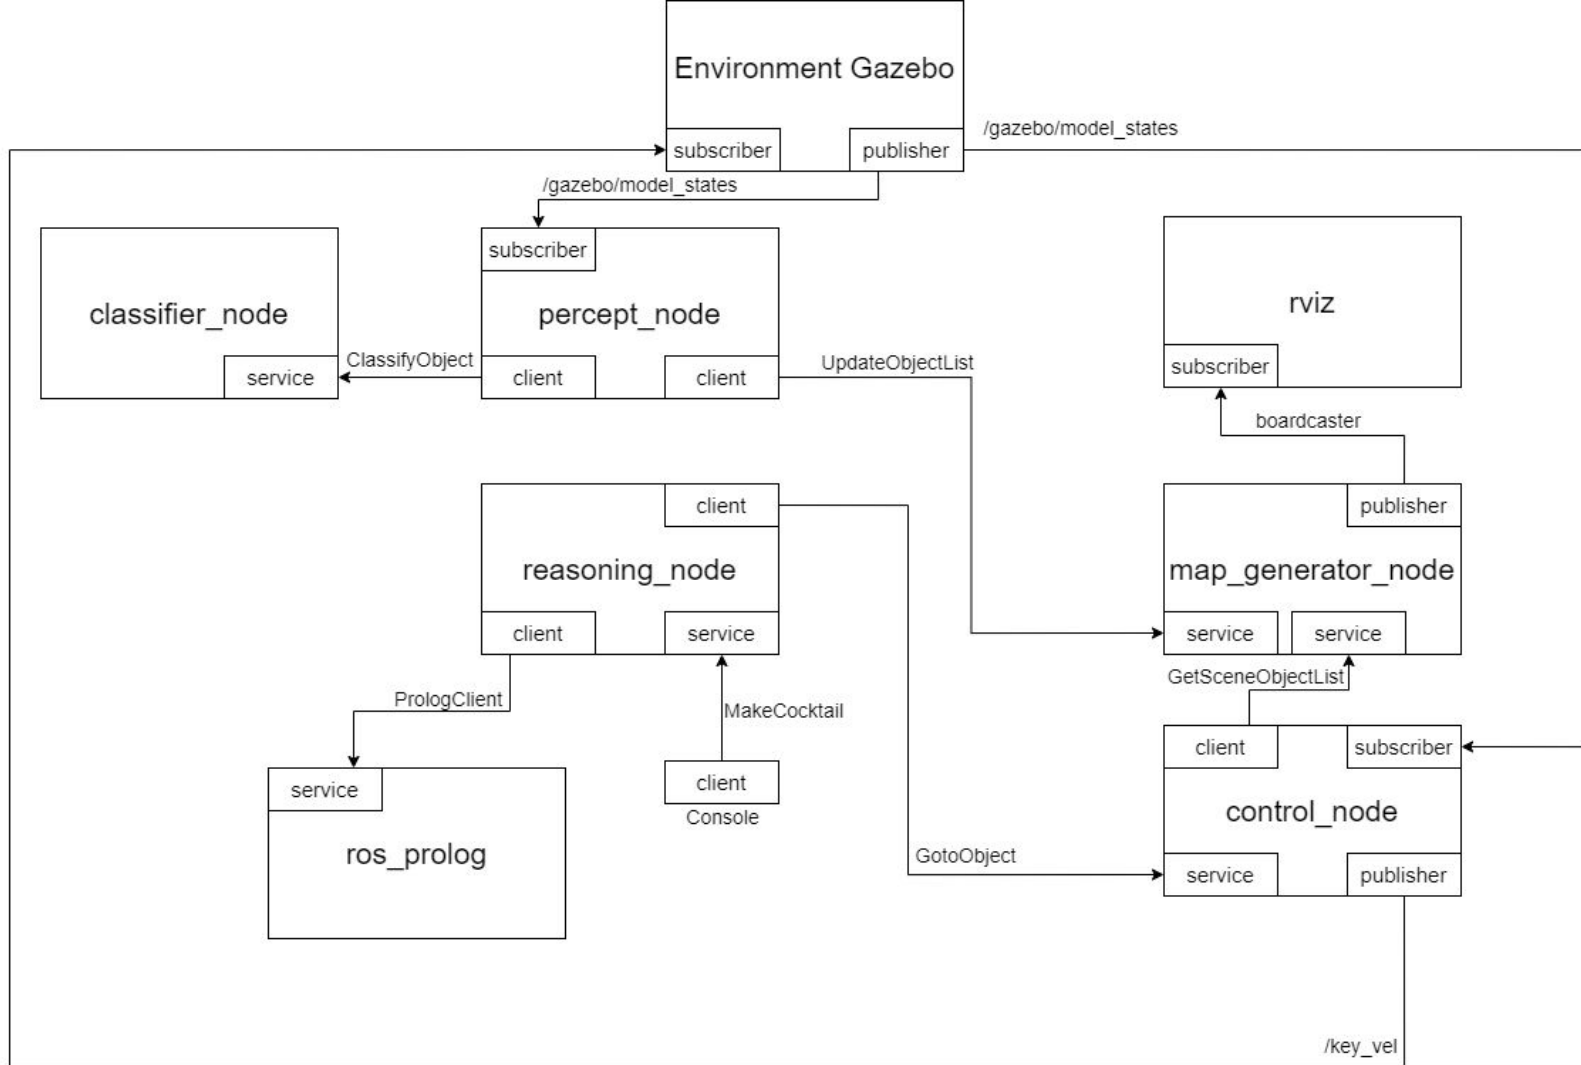 Environment Gazebo
subscriber
publisher
/gazebo/model_states
/gazebo/model_states
subscriber
classifier_node
service
ClassifyObject
percept_node
client
client
UpdateObjectList
rviz
subscriber
boardcaster
client
reasoning_node
client
service
publisher
map_generator_node
service
service
PrologClient
MakeCocktail
GetSceneObjectList
service
ros_prolog
client
Console
client
subscriber
control_node
GotoObject
service
publisher
/key_vel